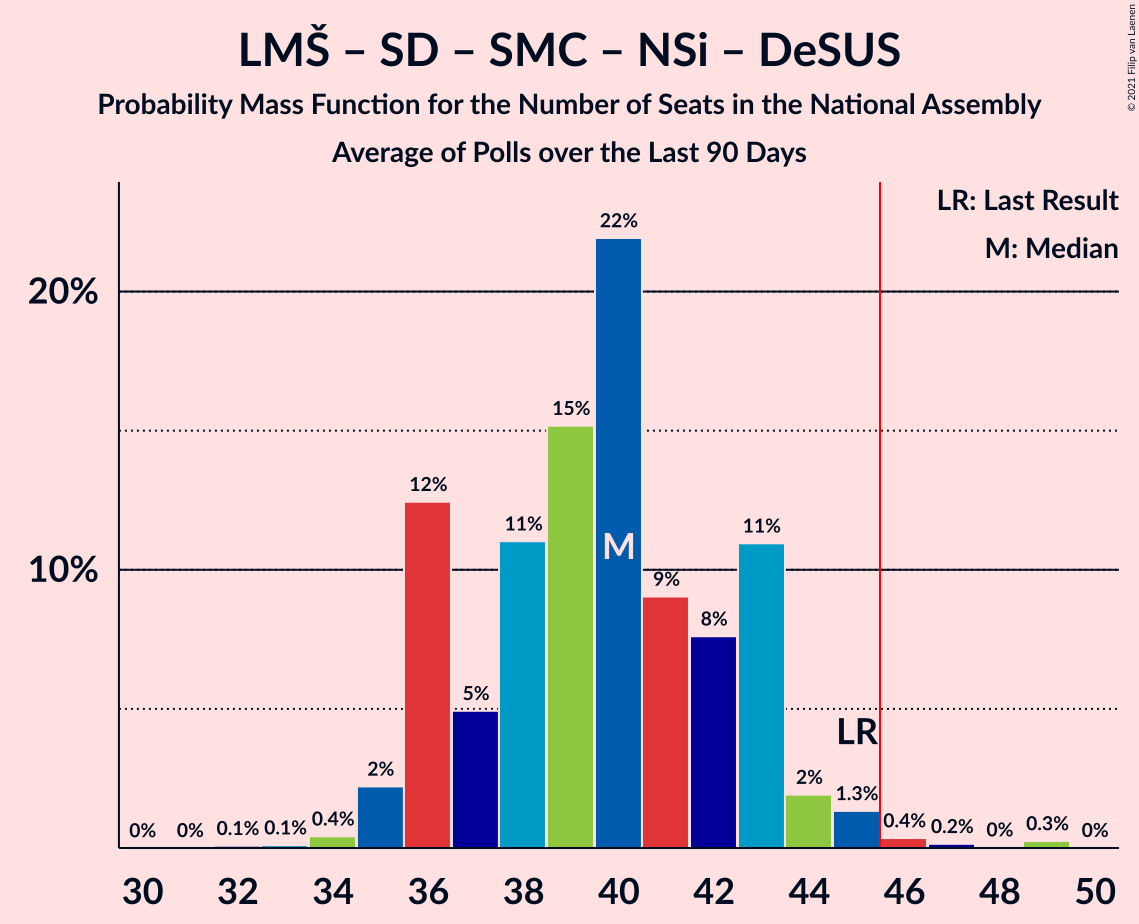 LMŠ – SD – SMC – NSi – DeSUS
Probability Mass Function for the Number of Seats in the National Assembly
Average of Polls over the Last 90 Days
© 2021 Filip van Laenen
LR: Last Result
M: Median
20%
10%
0% 0% 0.1% 0.1% 0.4% 2% 12% 5% 11% 15% 22% 9% 8% 11% 2% 1.3% 0.4% 0.2% 0% 0.3% 0%
M
LR
30 32 34 36 38 40 42 44 46 48 50